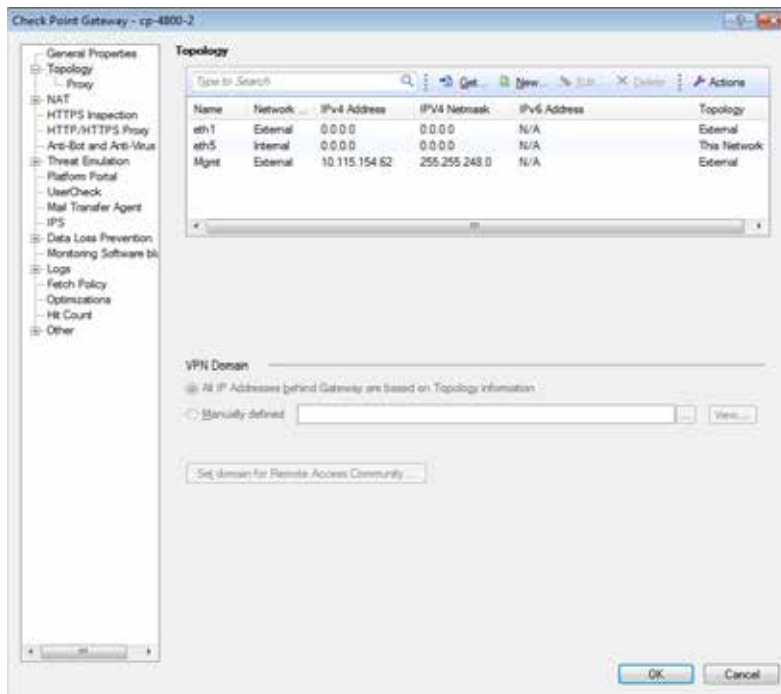 Check Point Gateway - cp-4800-2
General Properties
Topology
Proxy
NAT
HTTPS Inspection
HTTP/HTTPS Proxy
Anti-Bot and Anti-Virus
Threat Emulation
Platform Portal
UserCheck
Mail Transfer Agent
IPS
Data Loss Prevention
Monitoring Software bla
Logs
Fetch Policy
Optimizations
Hit Count
Other
Topology
Type to Search Get... New... Edit... Delete Actions
Name Network ... IPv4 Address IPV4 Netmask IPv6 Address Topology
eth1 External 0.0.0.0 0.0.0.0 N/A External
eth5 Internal 0.0.0.0 0.0.0.0 N/A This Network
Mgmt External 10.115.154.62 255.255.248.0 N/A External
VPN Domain
All IP Addresses behind Gateway are based on Topology information
Manually defined ... View...
Set domain for Remote Access Community ...
OK Cancel